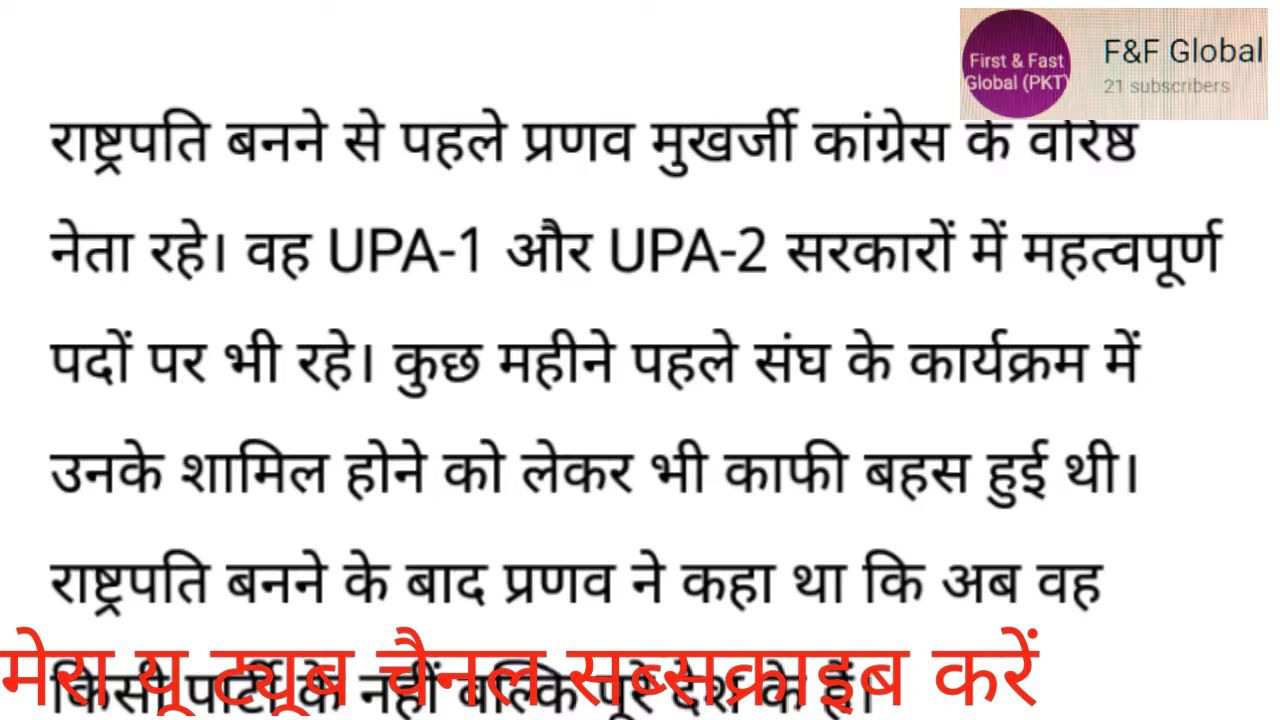 First & Fast
Global (PKT)
F&F Global
21 subscribers
राष्ट्रपति बनने से पहले प्रणव मुखर्जी कांग्रेस के वरिष्ठ
नेता रहे। वह UPA-1 और UPA-2 सरकारों में महत्वपूर्ण
पदों पर भी रहे। कुछ महीने पहले संघ के कार्यक्रम में
उनके शामिल होने को लेकर भी काफी बहस हुई थी।
राष्ट्रपति बनने के बाद प्रणव ने कहा था कि अब वह
किसी पार्टी के नहीं बल्कि पूरे देश के हैं।
मेरा यू ट्यूब चैनल सब्सक्राइब करें